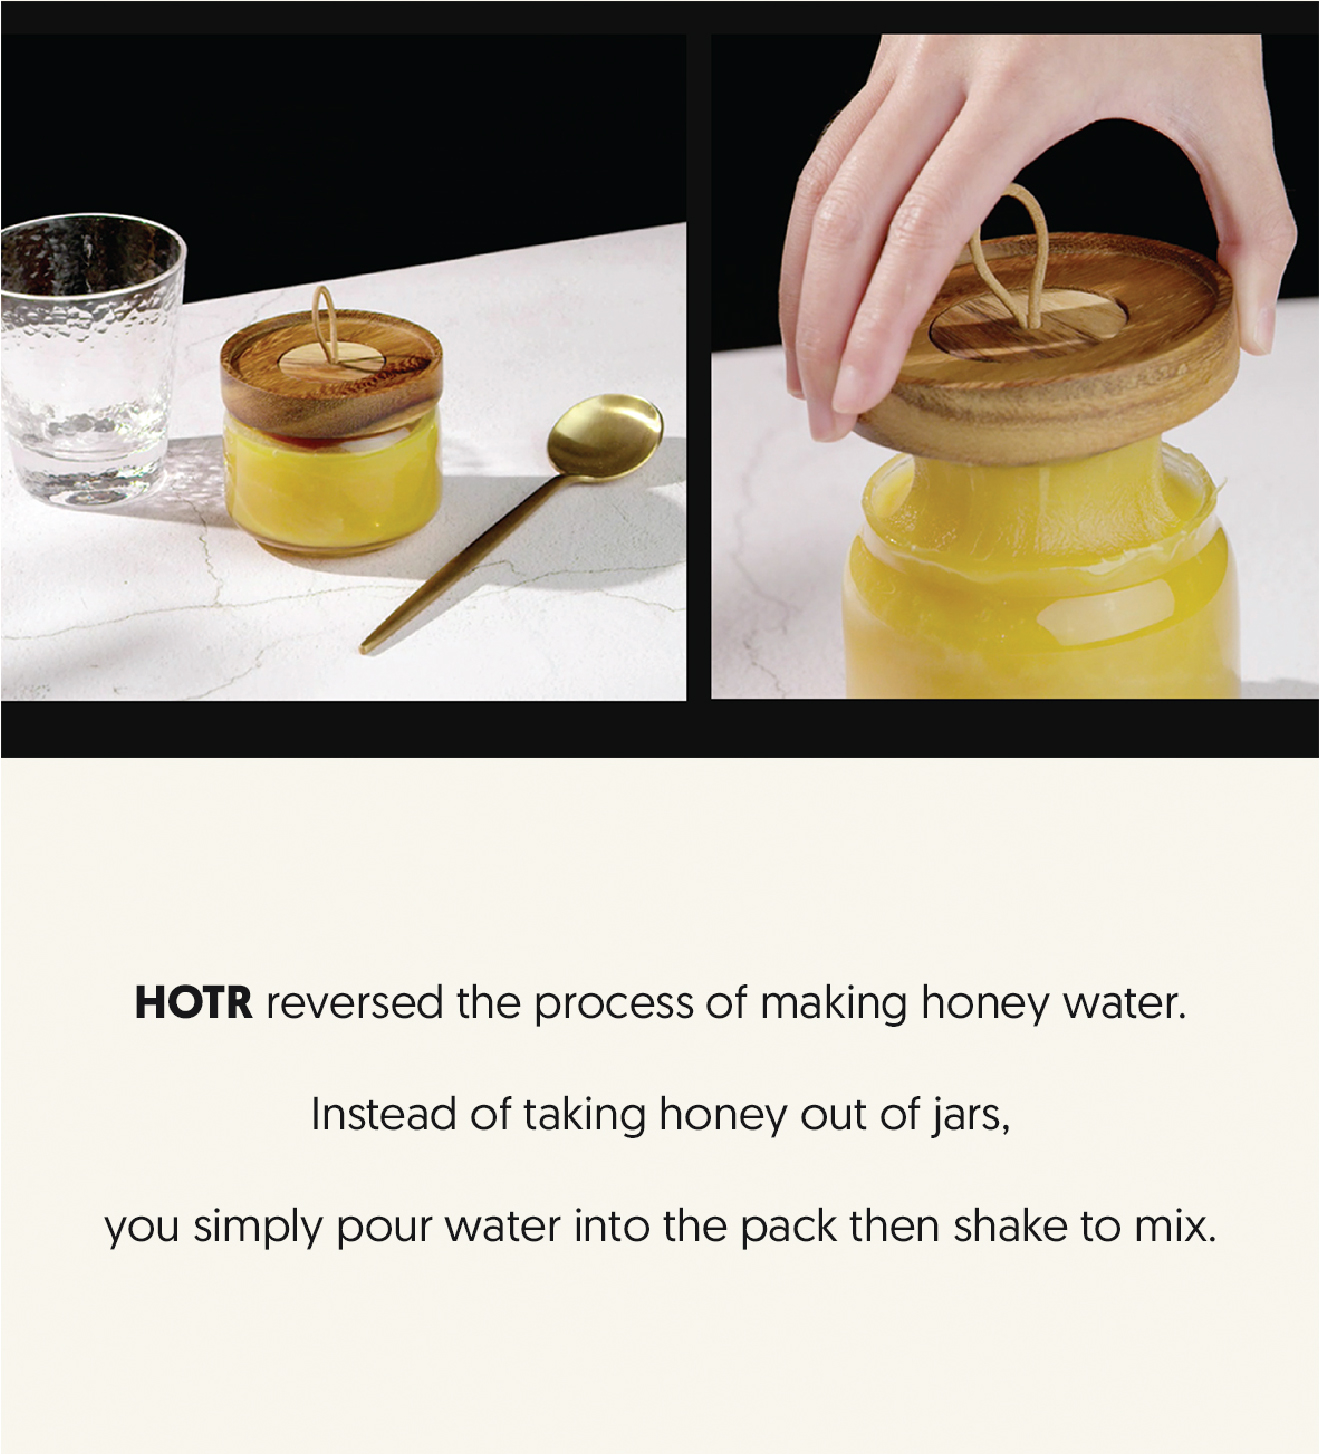 HOTR reversed the process of making honey water.
Instead of taking honey out of jars,
you simply pour water into the pack then shake to mix.